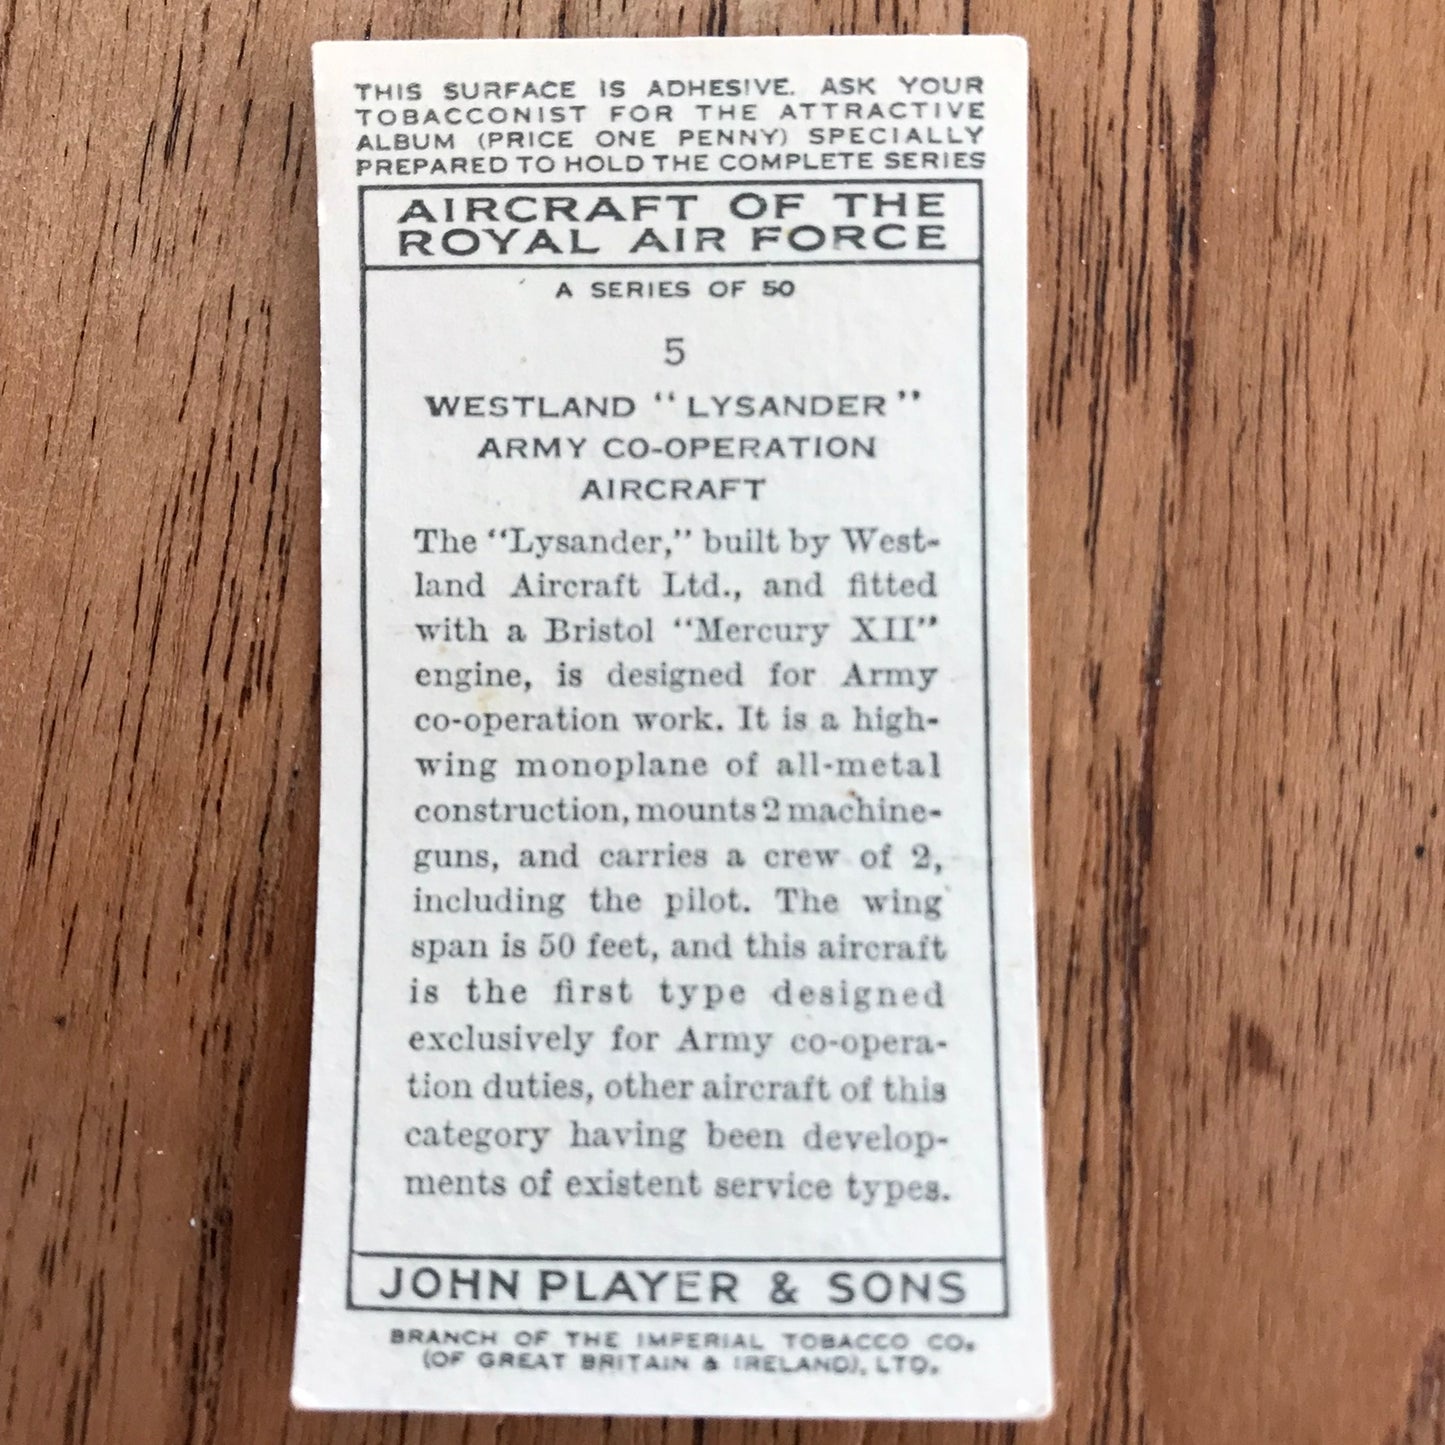 THIS SURFACE IS ADHESIVE. ASK YOUR
TOBACCONIST FOR THE ATTRACTIVE
ALBUM (PRICE ONE PENNY) SPECIALLY
PREPARED TO HOLD THE COMPLETE SERIES
AIRCRAFT OF THE
ROYAL AIR FORCE
A SERIES OF 50
5
WESTLAND "LYSANDER"
ARMY CO-OPERATION
AIRCRAFT
The "Lysander," built by West-
land Aircraft Ltd., and fitted
with a Bristol "Mercury XII"
engine, is designed for Army
co-operation work. It is a high-
wing monoplane of all-metal
construction, mounts 2 machine-
guns, and carries a crew of 2,
including the pilot. The wing
span is 50 feet, and this aircraft
is the first type designed
exclusively for Army co-opera-
tion duties, other aircraft of this
category having been develop-
ments of existent service types.
JOHN PLAYER & SONS
BRANCH OF THE IMPERIAL TOBACCO CO.
(OF GREAT BRITAIN & IRELAND), LTD.